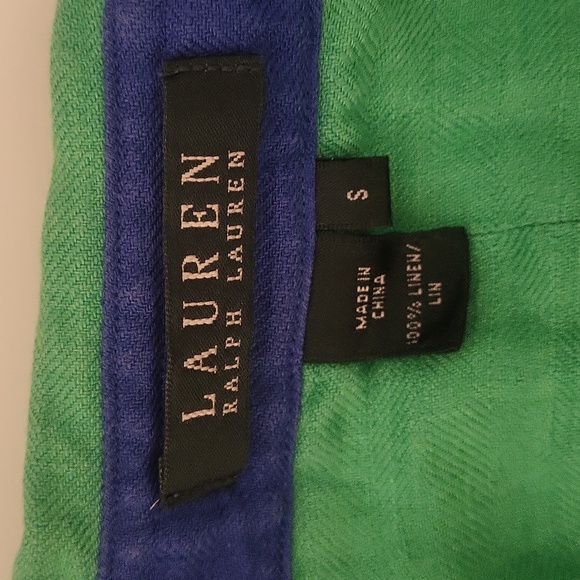 LAUREN
RALPH LAUREN
S
MADE IN
CHINA
100% LINEN/
LIN